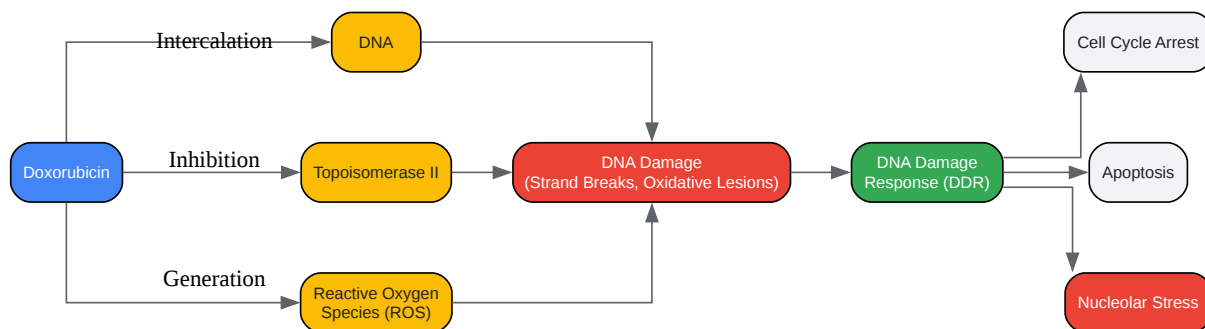 Intercalation
DNA
Cell Cycle Arrest
Doxorubicin
Inhibition
Topoisomerase II
DNA Damage
(Strand Breaks, Oxidative Lesions)
DNA Damage
Response (DDR)
Apoptosis
Generation
Reactive Oxygen
Species (ROS)
Nucleolar Stress